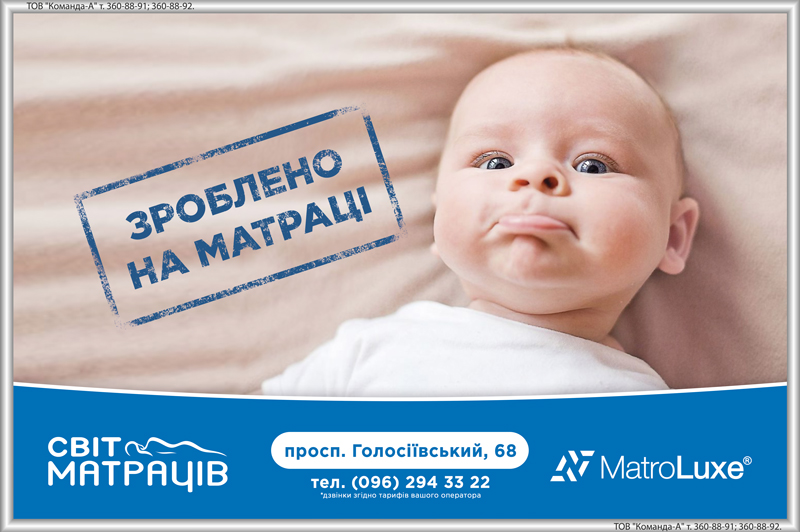 ТОВ "Команда-А" т. 360-88-91; 360-88-92.
ЗРОБЛЕНО
НА МАТРАЦІ
СВІТ
МАТРАЦІВ
просп. Голосіївський, 68
тел. (096) 294 33 22
*дзвінки згідно тарифів вашого оператора
MatroLuxe®
ТОВ "Команда-А" т. 360-88-91; 360-88-92.